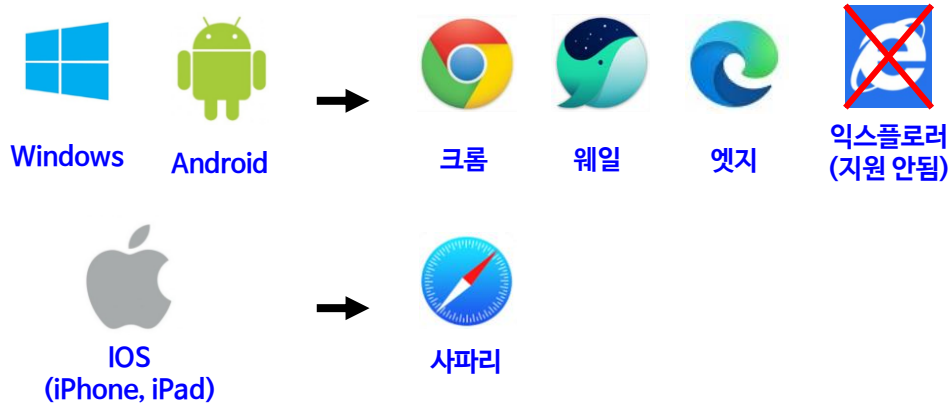 Windows
Android
크롬
웨일
엣지
익스플로러
(지원 안됨)
IOS
(iPhone, iPad)
사파리